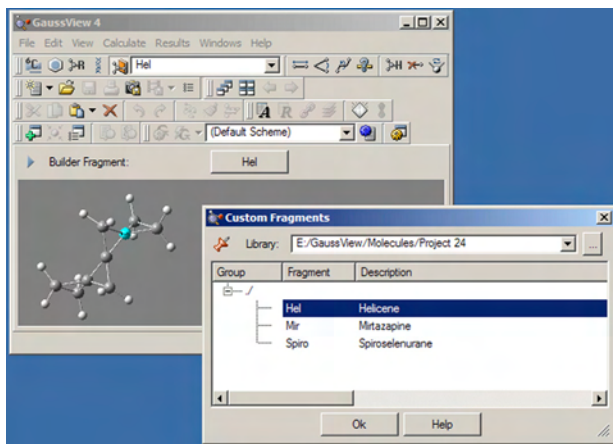 GaussView 4
File Edit View Calculate Results Windows Help
Hel
A R
(Default Scheme)
Builder Fragment: Hel
Custom Fragments
Library: E:/GaussView/Molecules/Project 24 ...
Group Fragment Description
/
Hel Helicene
Mir Mirtazapine
Spiro Spiroselenurane
Ok Help